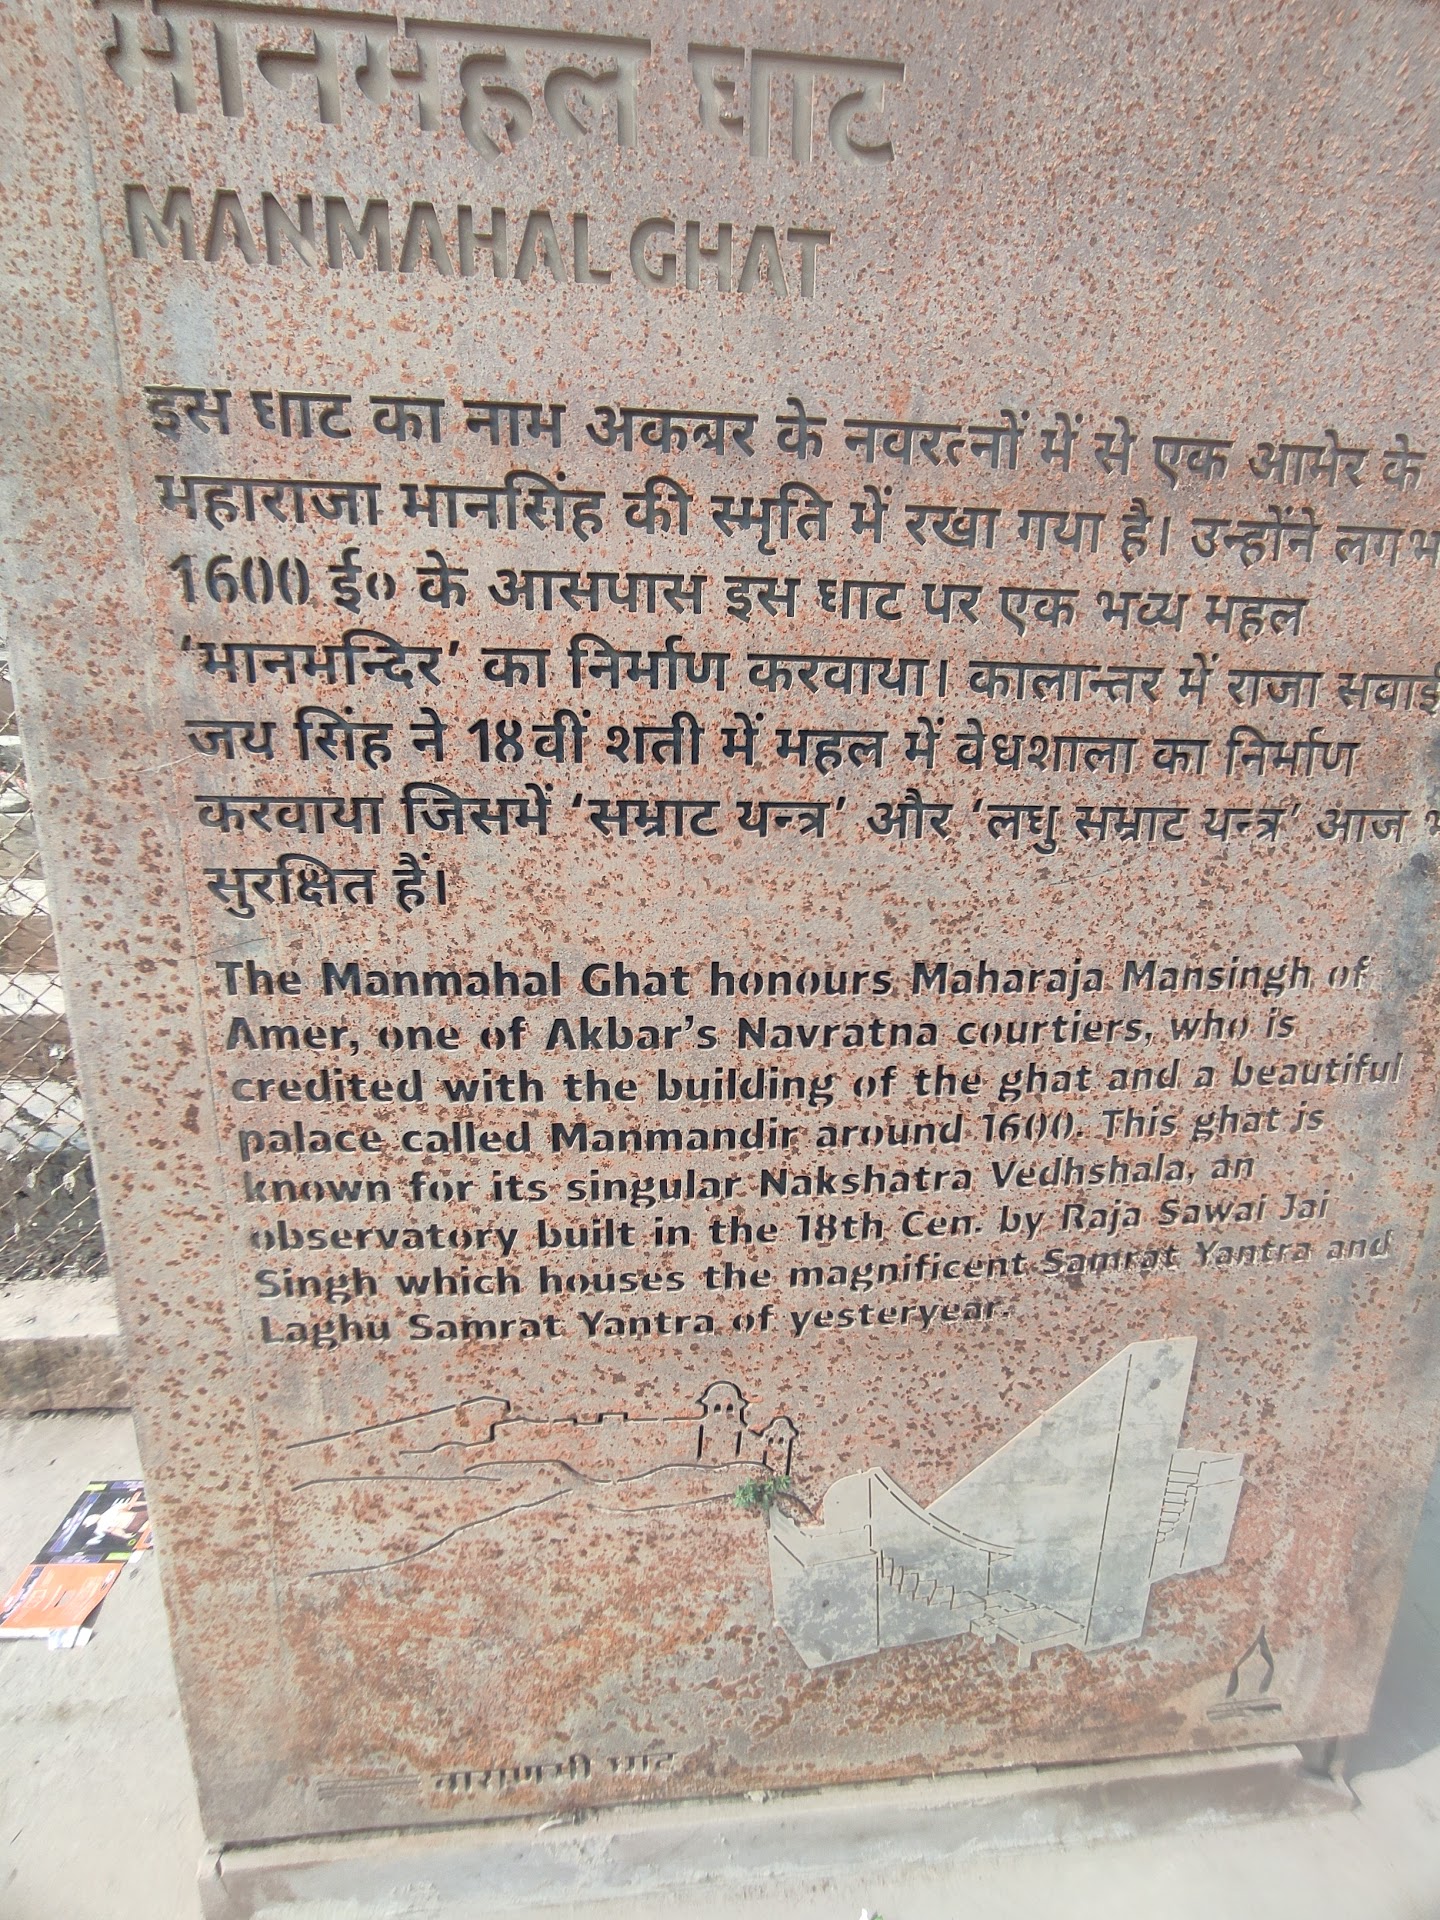 मानमहल घाट
MANMAHAL GHAT
इस घाट का नाम अकबर के नवरत्नों में से एक आमेर के
महाराजा मानसिंह की स्मृति में रखा गया है। उन्होंने लगभ
1600 ई० के आसपास इस घाट पर एक भव्य महल
‘मानमन्दिर’ का निर्माण करवाया। कालान्तर में राजा सवाई
जय सिंह ने 18वीं शती में महल में वेधशाला का निर्माण
करवाया जिसमें ‘सम्राट यन्त्र’ और ‘लघु सम्राट यन्त्र’ आज
सुरक्षित हैं।
The Manmahal Ghat honours Maharaja Mansingh of
Amer, one of Akbar’s Navratna courtiers, who is
credited with the building of the ghat and a beautiful
palace called Manmandir around 1600. This ghat is
known for its singular Nakshatra Vedhshala, an
observatory built in the 18th Cen. by Raja Sawai Jai
Singh which houses the magnificent Samrat Yantra and
Laghu Samrat Yantra of yesteryear.
वाराणसी घाट